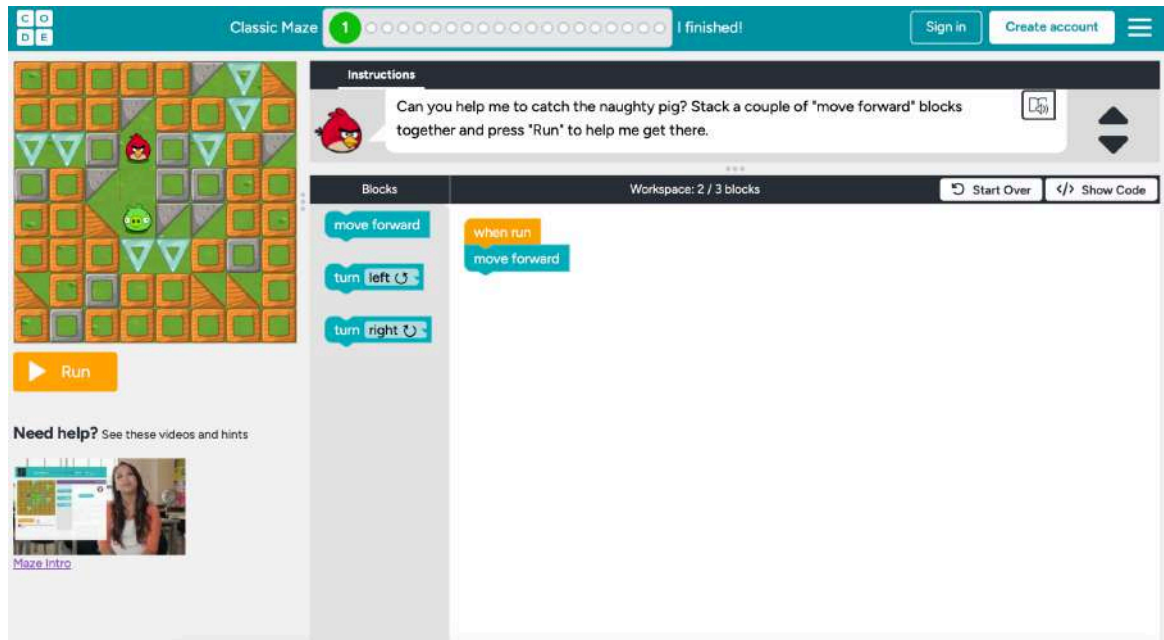 C O
D E
Classic Maze
1
I finished!
Sign in
Create account
Instructions
Can you help me to catch the naughty pig? Stack a couple of "move forward" blocks
together and press "Run" to help me get there.
Blocks
Workspace: 2 / 3 blocks
Start Over
</> Show Code
move forward
turn left
turn right
when run
move forward
Run
Need help? See these videos and hints
Maze Intro